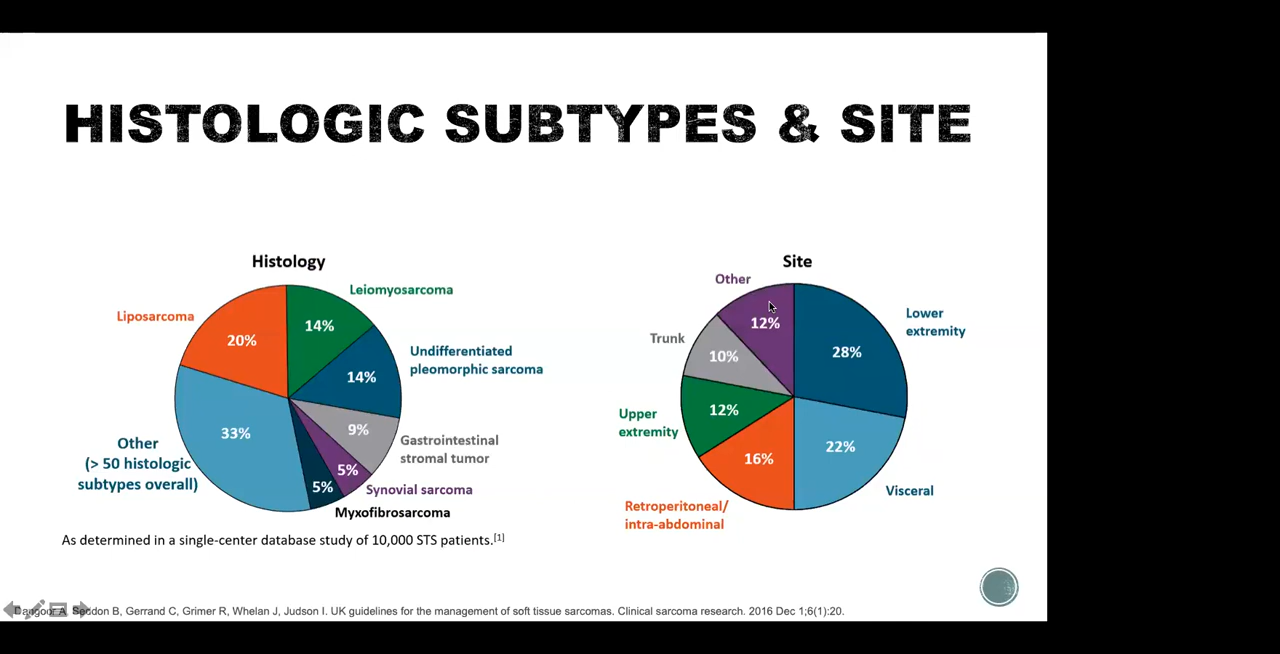 HISTOLOGIC SUBTYPES & SITE
Histology
Leiomyosarcoma
14%
Undifferentiated
pleomorphic sarcoma
14%
9%
Gastrointestinal
stromal tumor
5%
Synovial sarcoma
5%
Myxofibrosarcoma
33%
Other
(> 50 histologic
subtypes overall)
Liposarcoma
20%
As determined in a single-center database study of 10,000 STS patients.[1]
Site
Lower
extremity
28%
22%
Visceral
16%
Retroperitoneal/
intra-abdominal
Upper
extremity
12%
Trunk
10%
Other
12%
A, Seddon B, Gerrand C, Grimer R, Whelan J, Judson I. UK guidelines for the management of soft tissue sarcomas. Clinical sarcoma research. 2016 Dec 1;6(1):20.